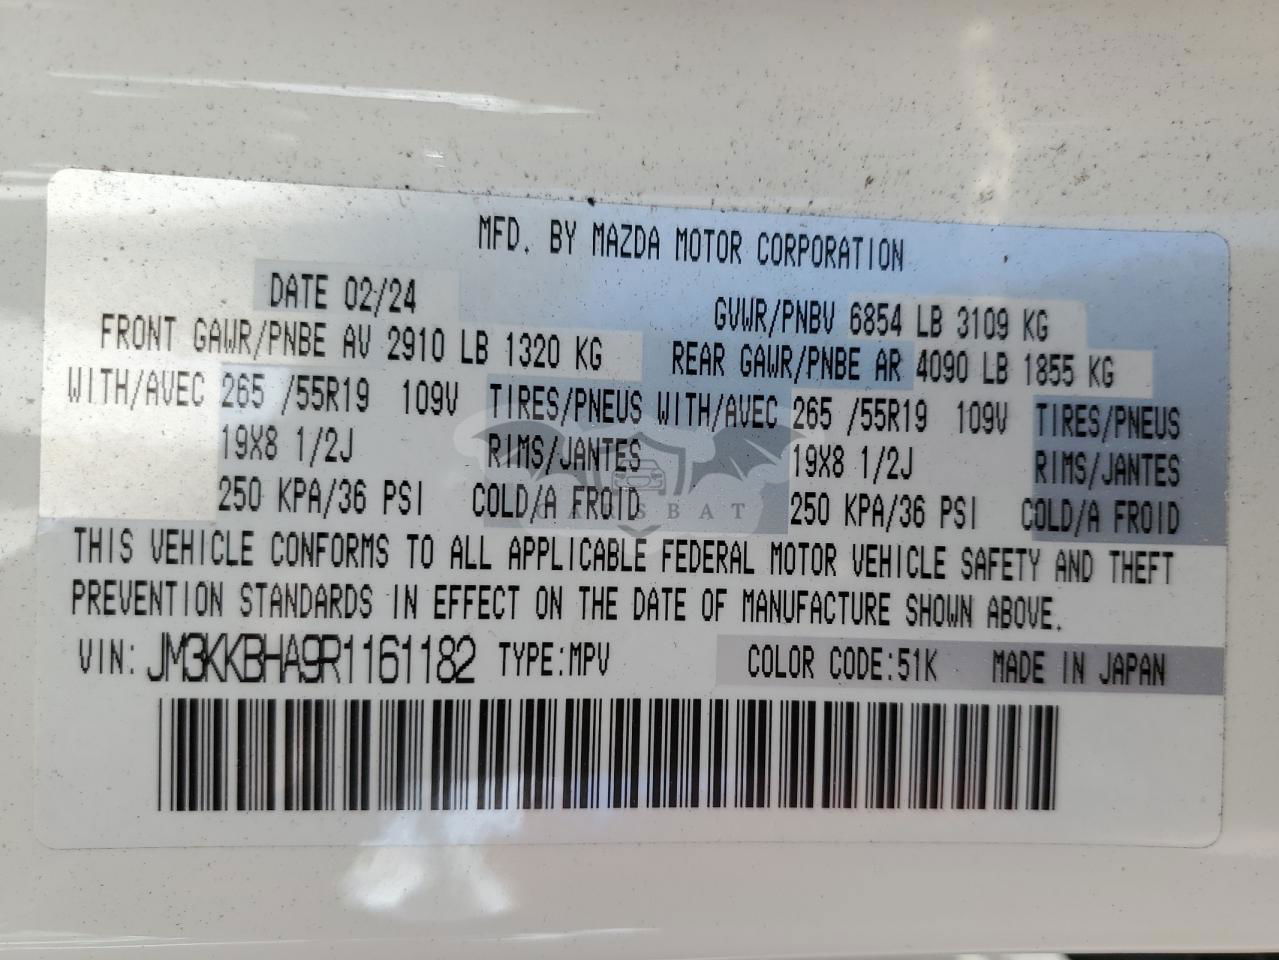 MFD. BY MAZDA MOTOR CORPORATION
DATE 02/24 GVWR/PNBV 6854 LB 3109 KG
FRONT GAWR/PNBE AV 2910 LB 1320 KG REAR GAWR/PNBE AR 4090 LB 1855 KG
WITH/AVEC 265 /55R19 109V TIRES/PNEUS WITH/AVEC 265 /55R19 109V TIRES/PNEUS
19X8 1/2J RIMS/JANTES 19X8 1/2J RIMS/JANTES
250 KPA/36 PSI COLD/A FROID 250 KPA/36 PSI COLD/A FROID
CARSBAT
THIS VEHICLE CONFORMS TO ALL APPLICABLE FEDERAL MOTOR VEHICLE SAFETY AND THEFT
PREVENTION STANDARDS IN EFFECT ON THE DATE OF MANUFACTURE SHOWN ABOVE.
VIN: JM3KKBHA9R1161182 TYPE:MPV COLOR CODE:51K MADE IN JAPAN